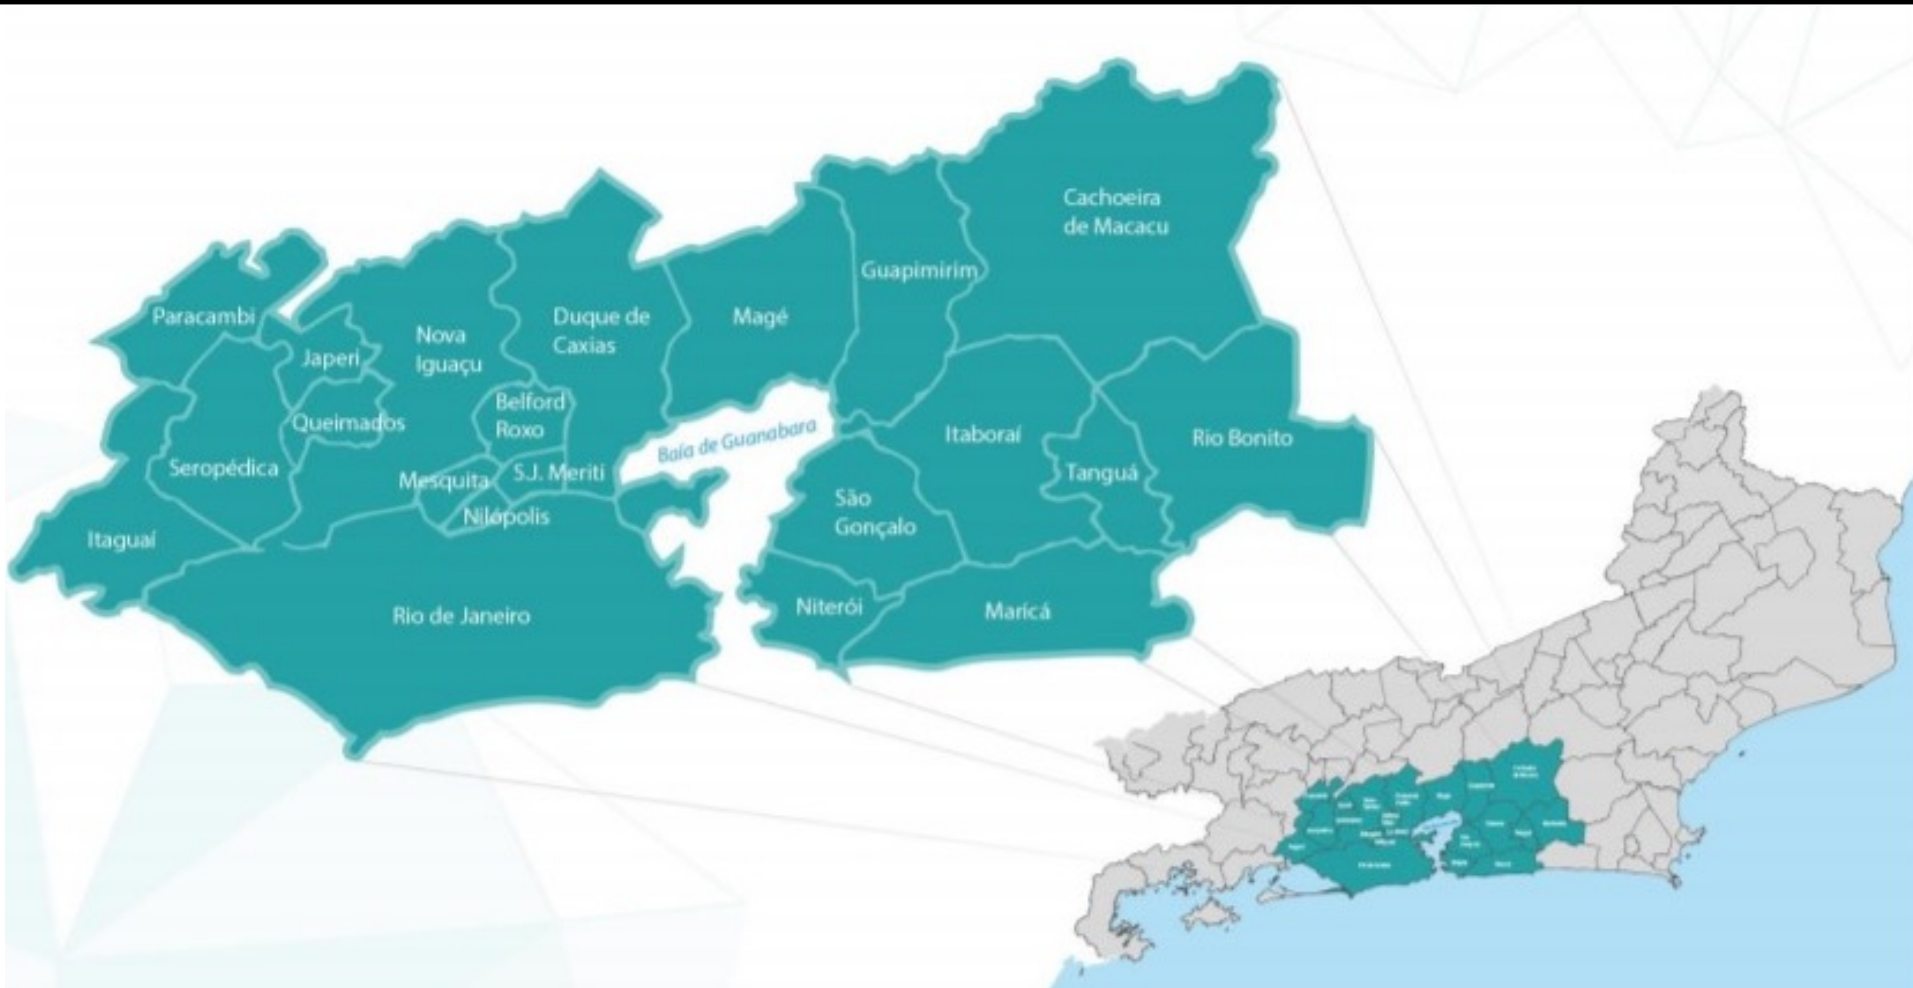 Cachoeira
de Macacu
Guapimirim
Paracambi
Duque de
Caxias
Magé
Nova
Iguaçu
Japeri
Belford
Roxo
Queimados
Baía de Guanabara
Itaboraí
Rio Bonito
Seropédica
Mesquita
S.J. Meriti
Tanguá
São
Gonçalo
Nilópolis
Itaguaí
Rio de Janeiro
Niterói
Maricá